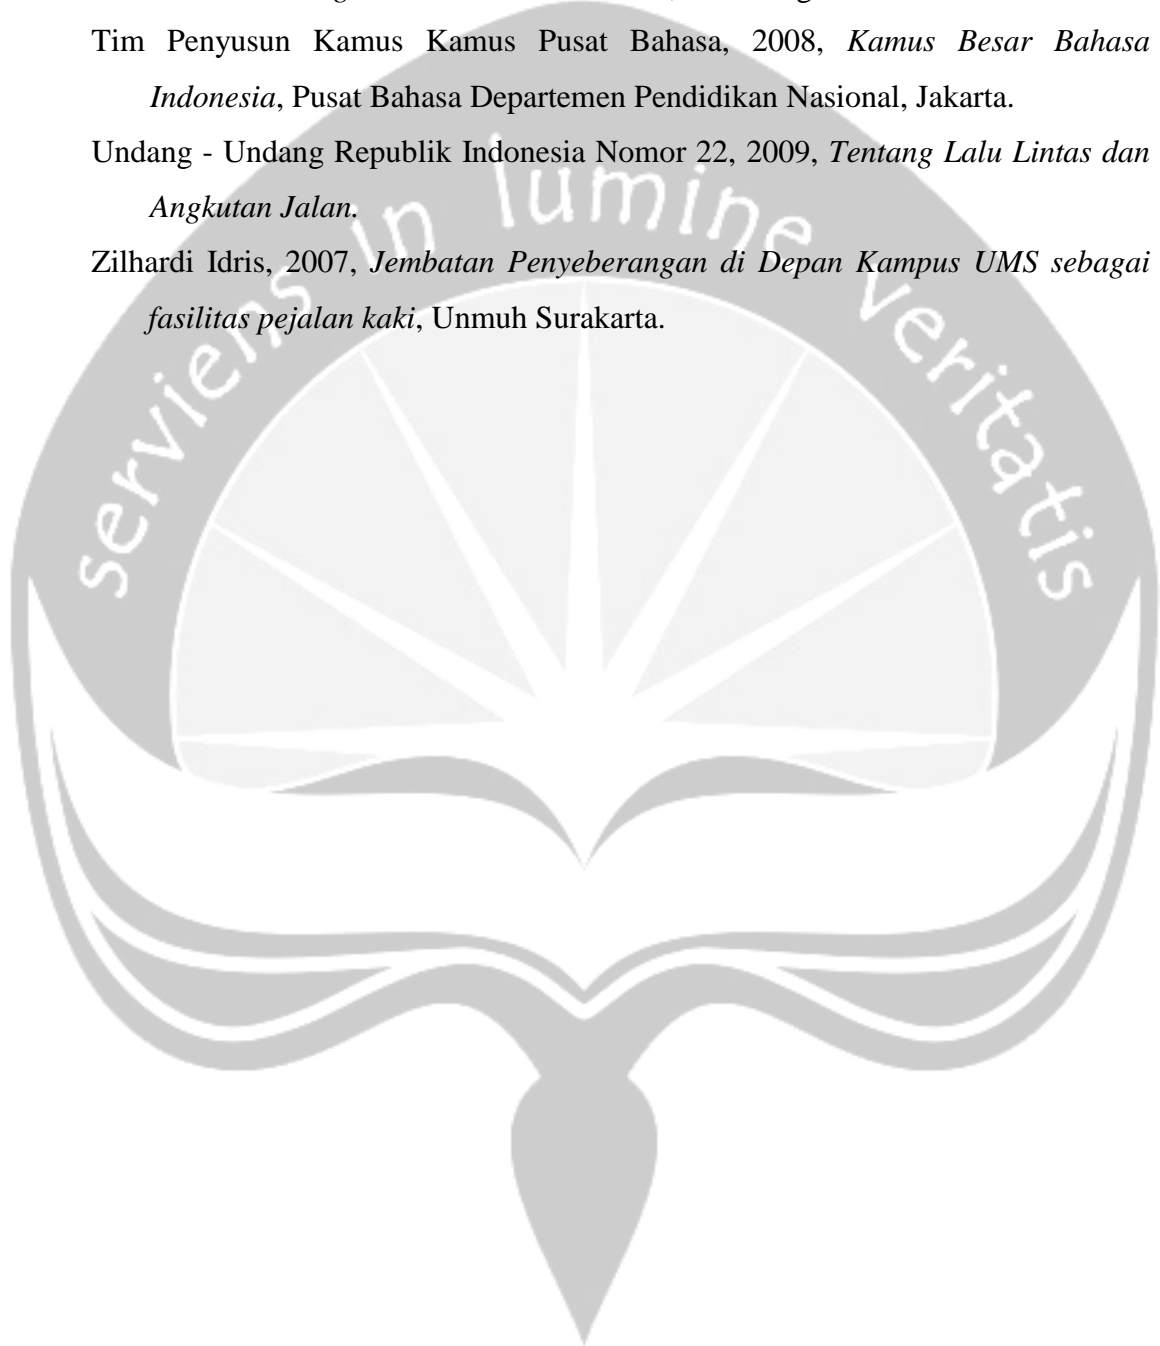 Tim Penyusun Kamus Kamus Pusat Bahasa, 2008, Kamus Besar Bahasa
Indonesia, Pusat Bahasa Departemen Pendidikan Nasional, Jakarta.
Undang - Undang Republik Indonesia Nomor 22, 2009, Tentang Lalu Lintas dan
Angkutan Jalan.
Zilhardi Idris, 2007, Jembatan Penyeberangan di Depan Kampus UMS sebagai
fasilitas pejalan kaki, Unmuh Surakarta.
serviens in lumine veritatis